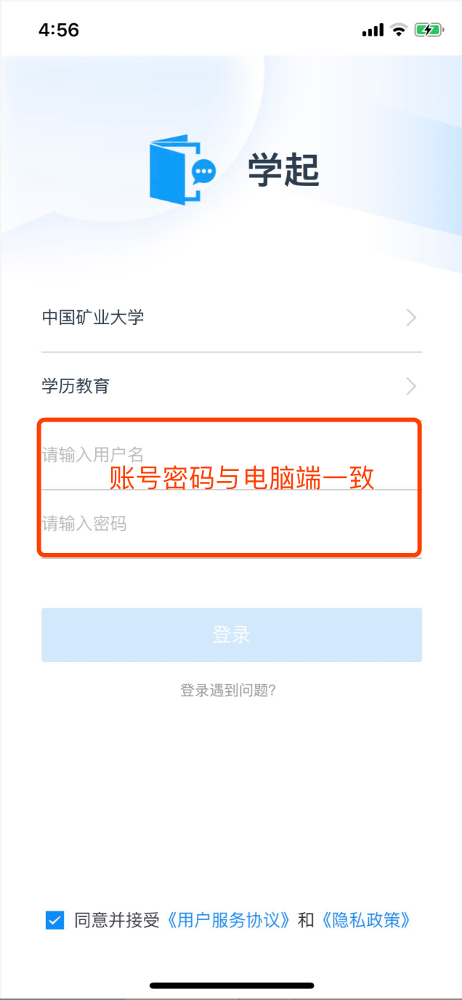 4:56
学起
中国矿业大学
学历教育
请输入用户名
账号密码与电脑端一致
请输入密码
登录
登录遇到问题?
同意并接受《用户服务协议》和《隐私政策》